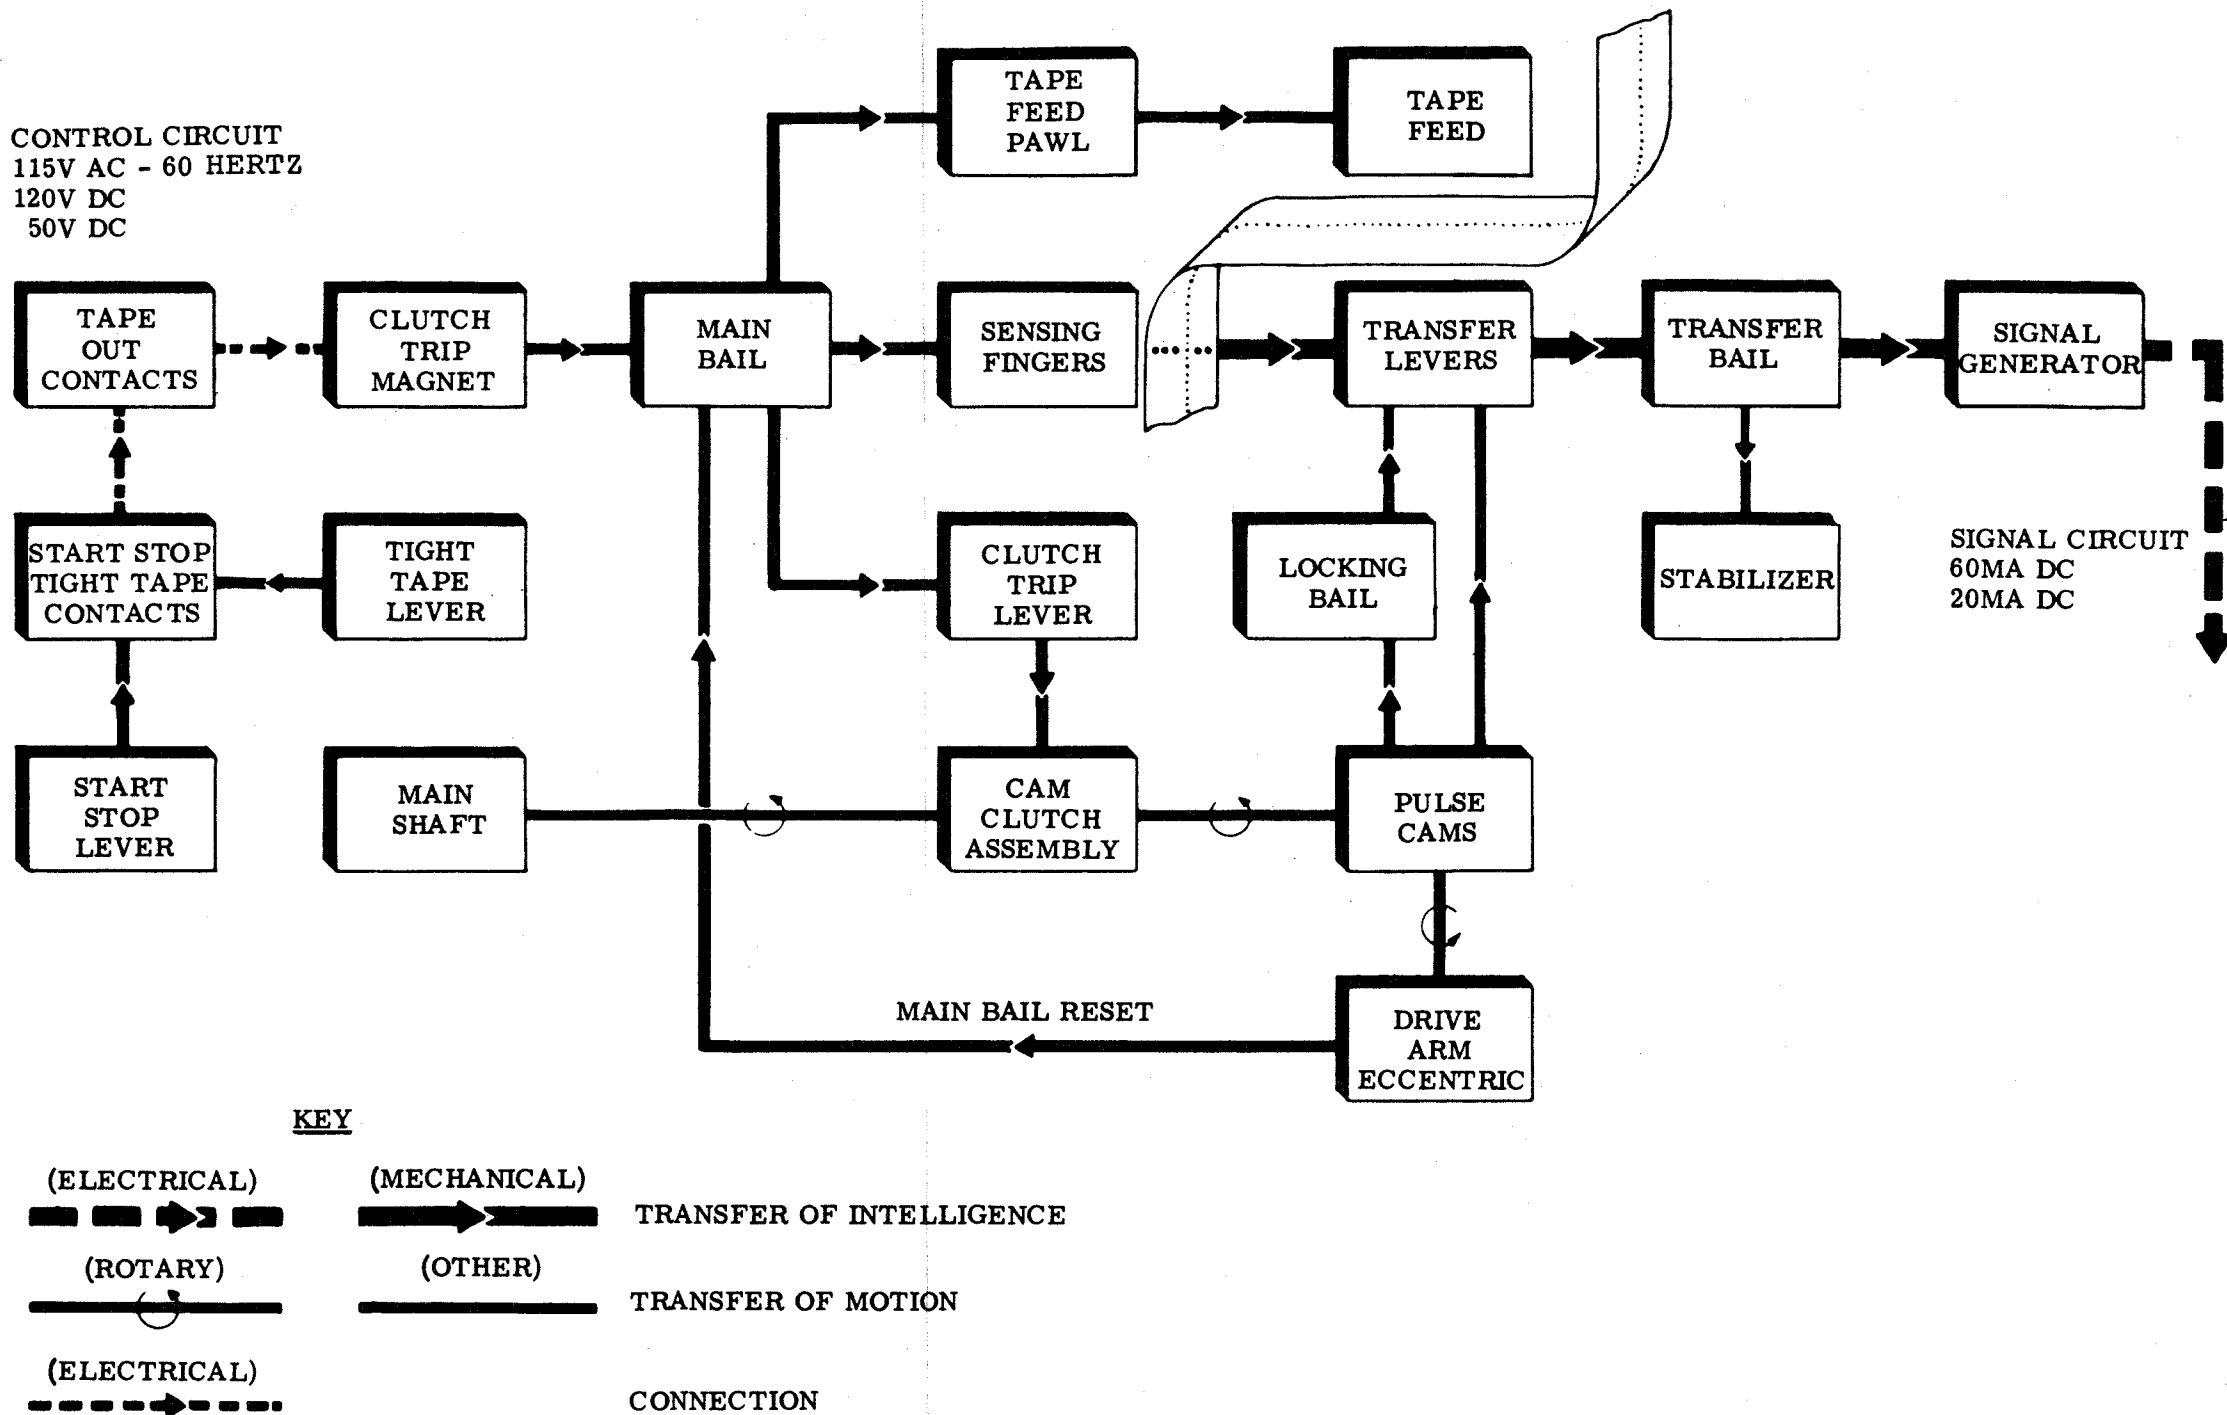 TAPE
FEED
PAWL
TAPE
FEED
CONTROL CIRCUIT
115V AC - 60 HERTZ
120V DC
50V DC
TAPE
OUT
CONTACTS
CLUTCH
TRIP
MAGNET
MAIN
BAIL
SENSING
FINGERS
TRANSFER
LEVERS
TRANSFER
BAIL
SIGNAL
GENERATOR
START STOP
TIGHT TAPE
CONTACTS
TIGHT
TAPE
LEVER
CLUTCH
TRIP
LEVER
LOCKING
BAIL
STABILIZER
SIGNAL CIRCUIT
60MA DC
20MA DC
START
STOP
LEVER
MAIN
SHAFT
CAM
CLUTCH
ASSEMBLY
PULSE
CAMS
MAIN BAIL RESET
DRIVE
ARM
ECCENTRIC
KEY
(ELECTRICAL)
(MECHANICAL)
TRANSFER OF INTELLIGENCE
(ROTARY)
(OTHER)
TRANSFER OF MOTION
(ELECTRICAL)
CONNECTION